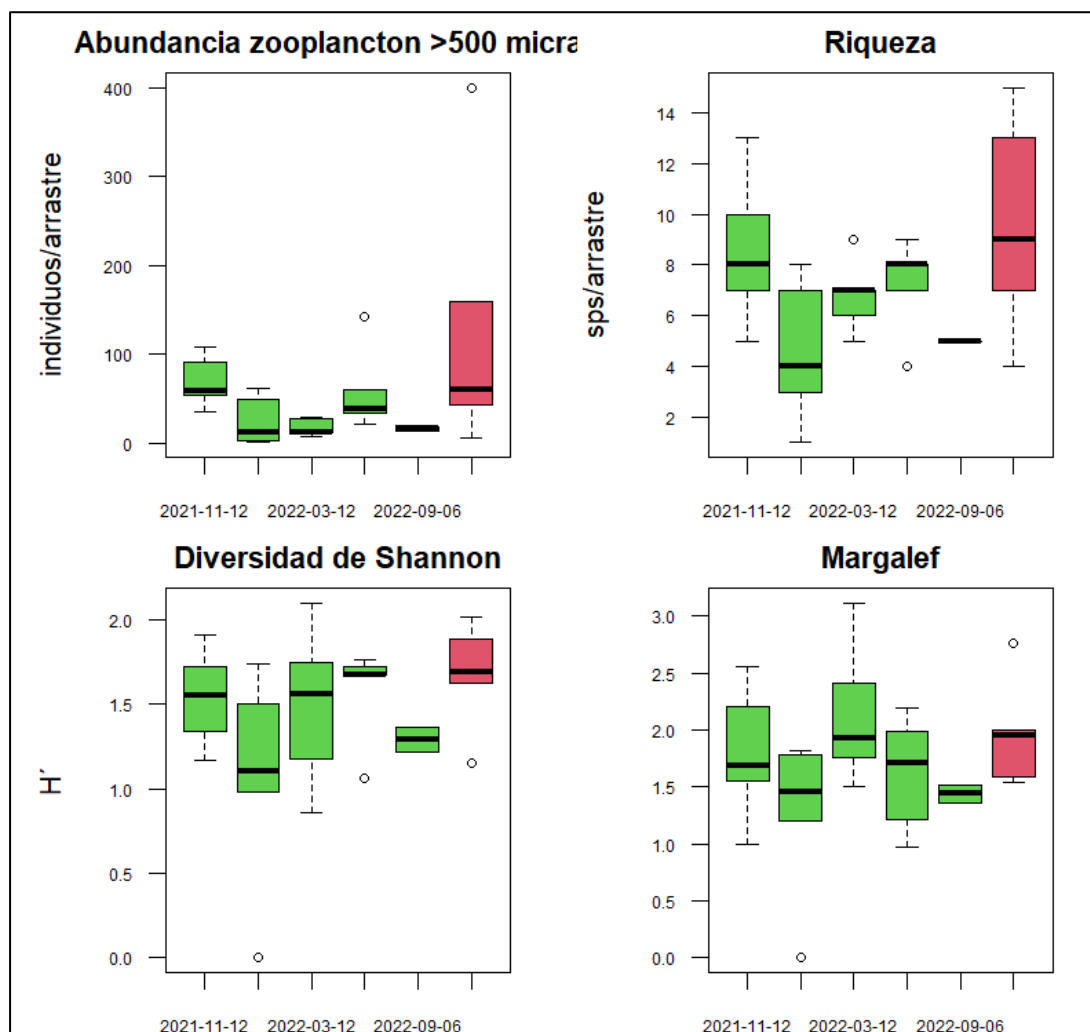 Abundancia zooplancton >500 micra
individuos/arrastre
400
300
200
100
0
2021-11-12 2022-03-12 2022-09-06
Riqueza
sps/arrastre
14
12
10
8
6
4
2
2021-11-12 2022-03-12 2022-09-06
Diversidad de Shannon
H´
2.0
1.5
1.0
0.5
0.0
2021-11-12 2022-03-12 2022-09-06
Margalef
3.0
2.5
2.0
1.5
1.0
0.5
0.0
2021-11-12 2022-03-12 2022-09-06